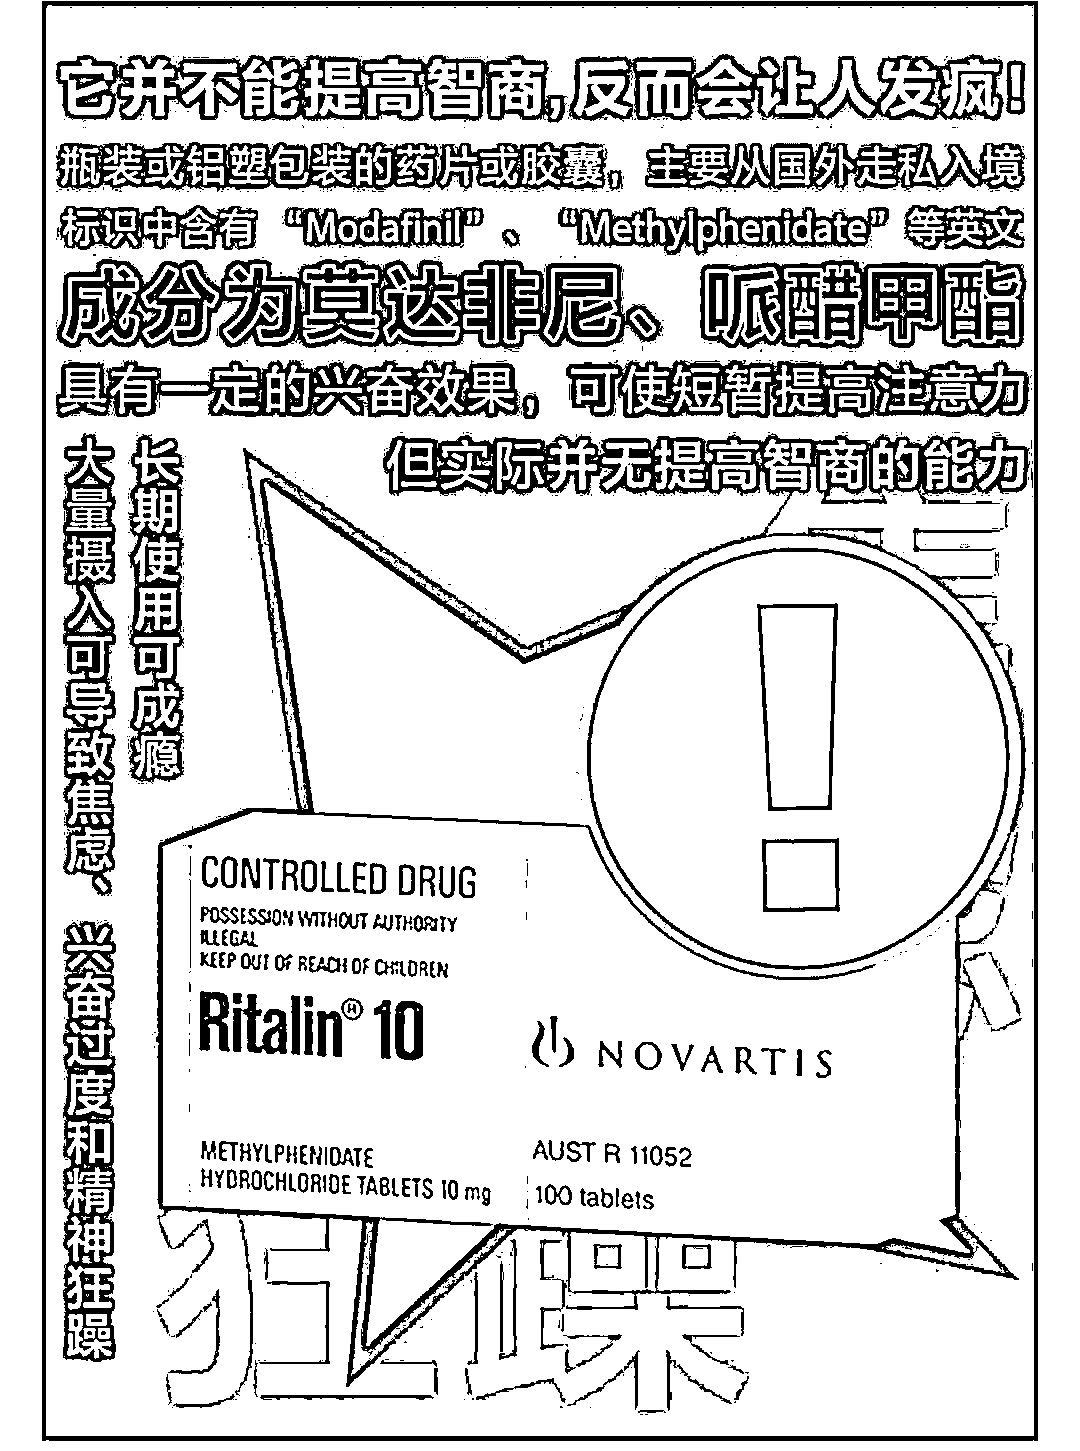 它并不能提高智商,反而会让人发疯!
瓶装或铝塑包装的药片或胶囊，主要从国外走私入境
标识中含有“Modafinil”、“Methylphenidate”等英文
成分为莫达非尼、哌醋甲酯
具有一定的兴奋效果，可使短暂提高注意力
但实际并无提高智商的能力
长期使用可成瘾
大量摄入可导致焦虑、兴奋过度和精神狂躁
CONTROLLED DRUG
POSSESSION WITHOUT AUTHORITY
ILLEGAL
KEEP OUT OF REACH OF CHILDREN
Ritalin® 10
NOVARTIS
METHYLPHENIDATE
HYDROCHLORIDE TABLETS 10 mg
AUST R 11052
100 tablets
狂躁